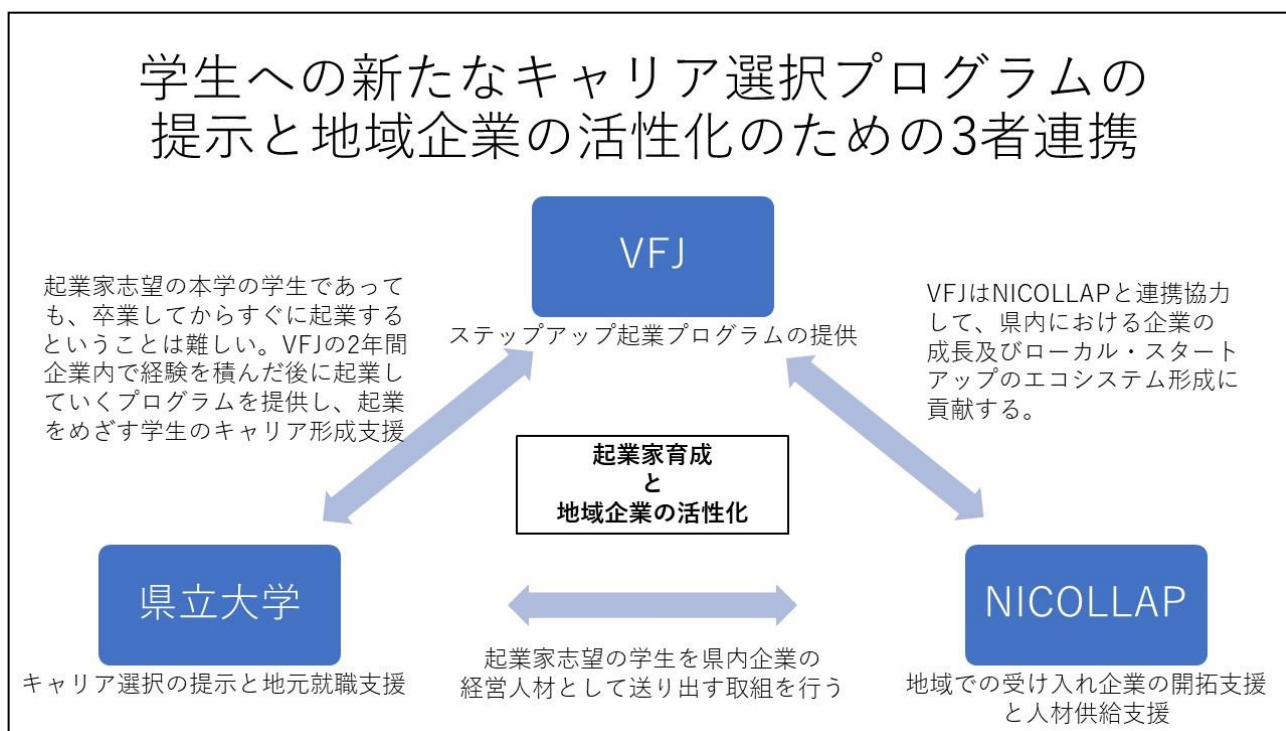 学生への新たなキャリア選択プログラムの
提示と地域企業の活性化のための3者連携
VFJ
ステップアップ起業プログラムの提供
起業家志望の本学の学生であって
も、卒業してからすぐに起業する
ということは難しい。VFJの2年間
企業内で経験を積んだ後に起業し
ていくプログラムを提供し、起業
をめざす学生のキャリア形成支援
VFJはNICOLLAPと連携協力
して、県内における企業の
成長及びローカル・スタート
アップのエコシステム形成に
貢献する。
起業家育成
と
地域企業の活性化
県立大学
キャリア選択の提示と地元就職支援
起業家志望の学生を県内企業の
経営人材として送り出す取組を行う
NICOLLAP
地域での受け入れ企業の開拓支援
と人材供給支援